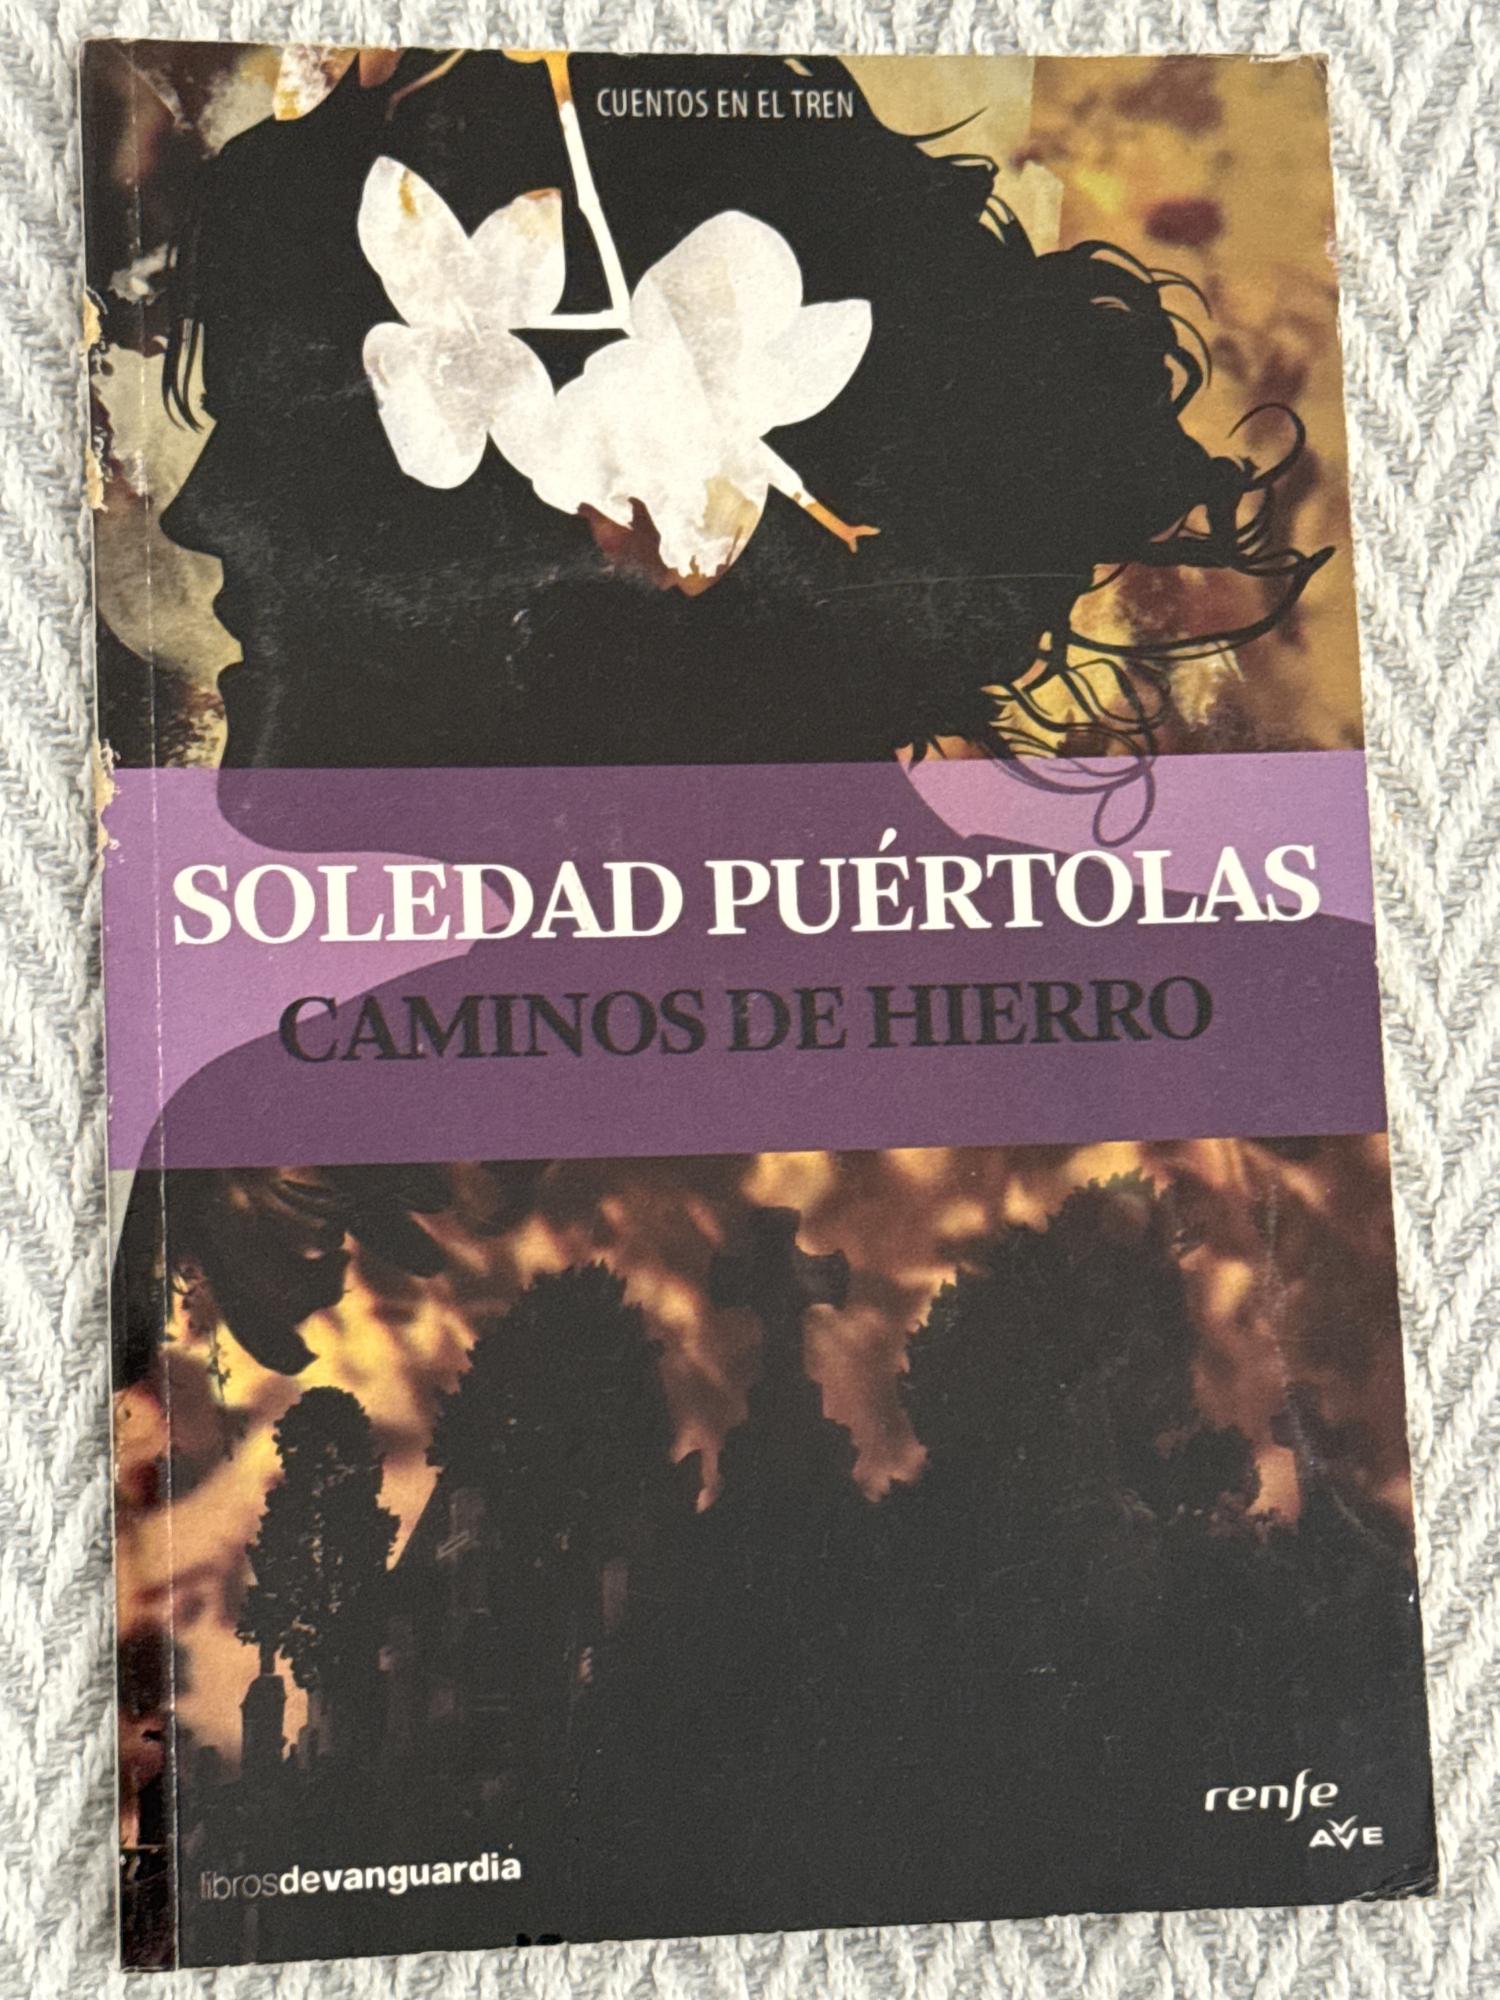 CUENTOS EN EL TREN
SOLEDAD PUÉRTOLAS
CAMINOS DE HIERRO
renfe
AVE
librosdevanguardia